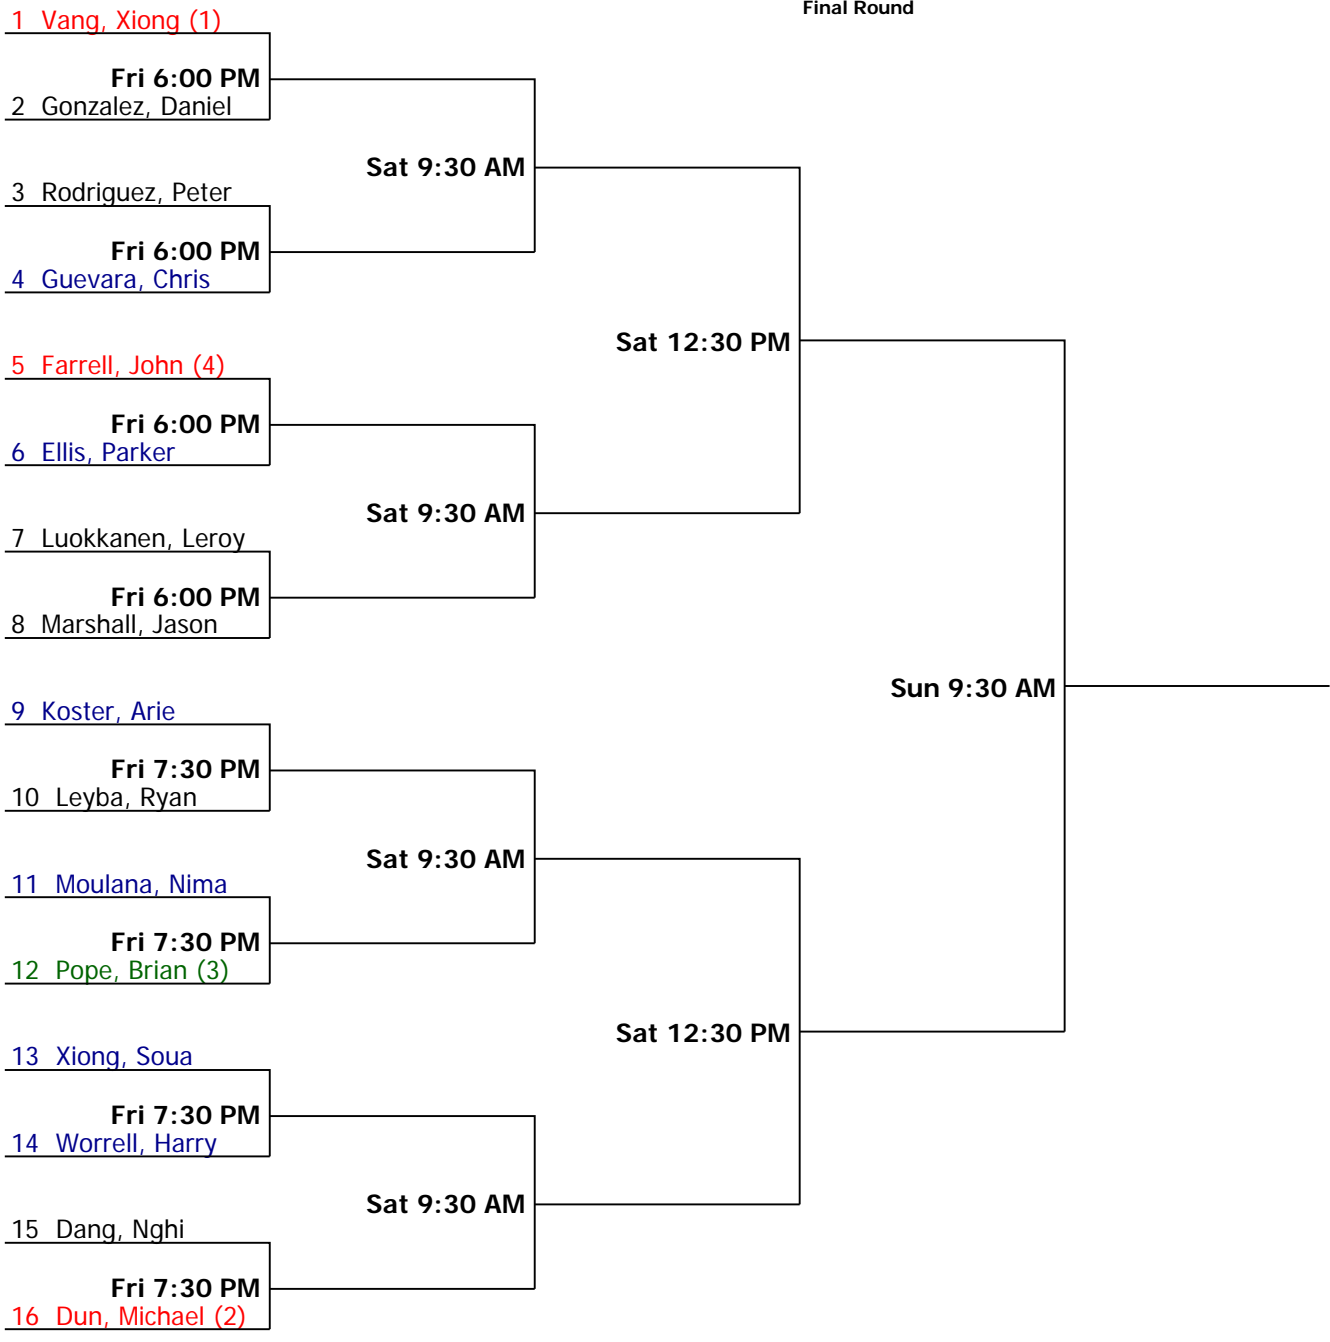 Final Round
1 Vang, Xiong (1)
Fri 6:00 PM
2 Gonzalez, Daniel
Sat 9:30 AM
3 Rodriguez, Peter
Fri 6:00 PM
4 Guevara, Chris
Sat 12:30 PM
5 Farrell, John (4)
Fri 6:00 PM
6 Ellis, Parker
Sat 9:30 AM
7 Luokkanen, Leroy
Fri 6:00 PM
8 Marshall, Jason
Sun 9:30 AM
9 Koster, Arie
Fri 7:30 PM
10 Leyba, Ryan
Sat 9:30 AM
11 Moulana, Nima
Fri 7:30 PM
12 Pope, Brian (3)
Sat 12:30 PM
13 Xiong, Soua
Fri 7:30 PM
14 Worrell, Harry
Sat 9:30 AM
15 Dang, Nghi
Fri 7:30 PM
16 Dun, Michael (2)